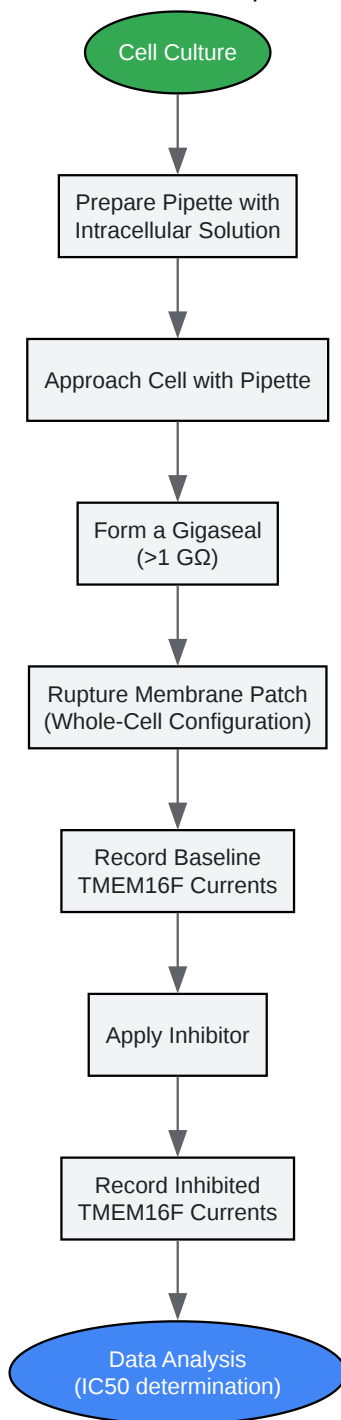 Cell Culture
Prepare Pipette with
Intracellular Solution
Approach Cell with Pipette
Form a Gigaseal
(>1 GΩ)
Rupture Membrane Patch
(Whole-Cell Configuration)
Record Baseline
TMEM16F Currents
Apply Inhibitor
Record Inhibited
TMEM16F Currents
Data Analysis
(IC50 determination)